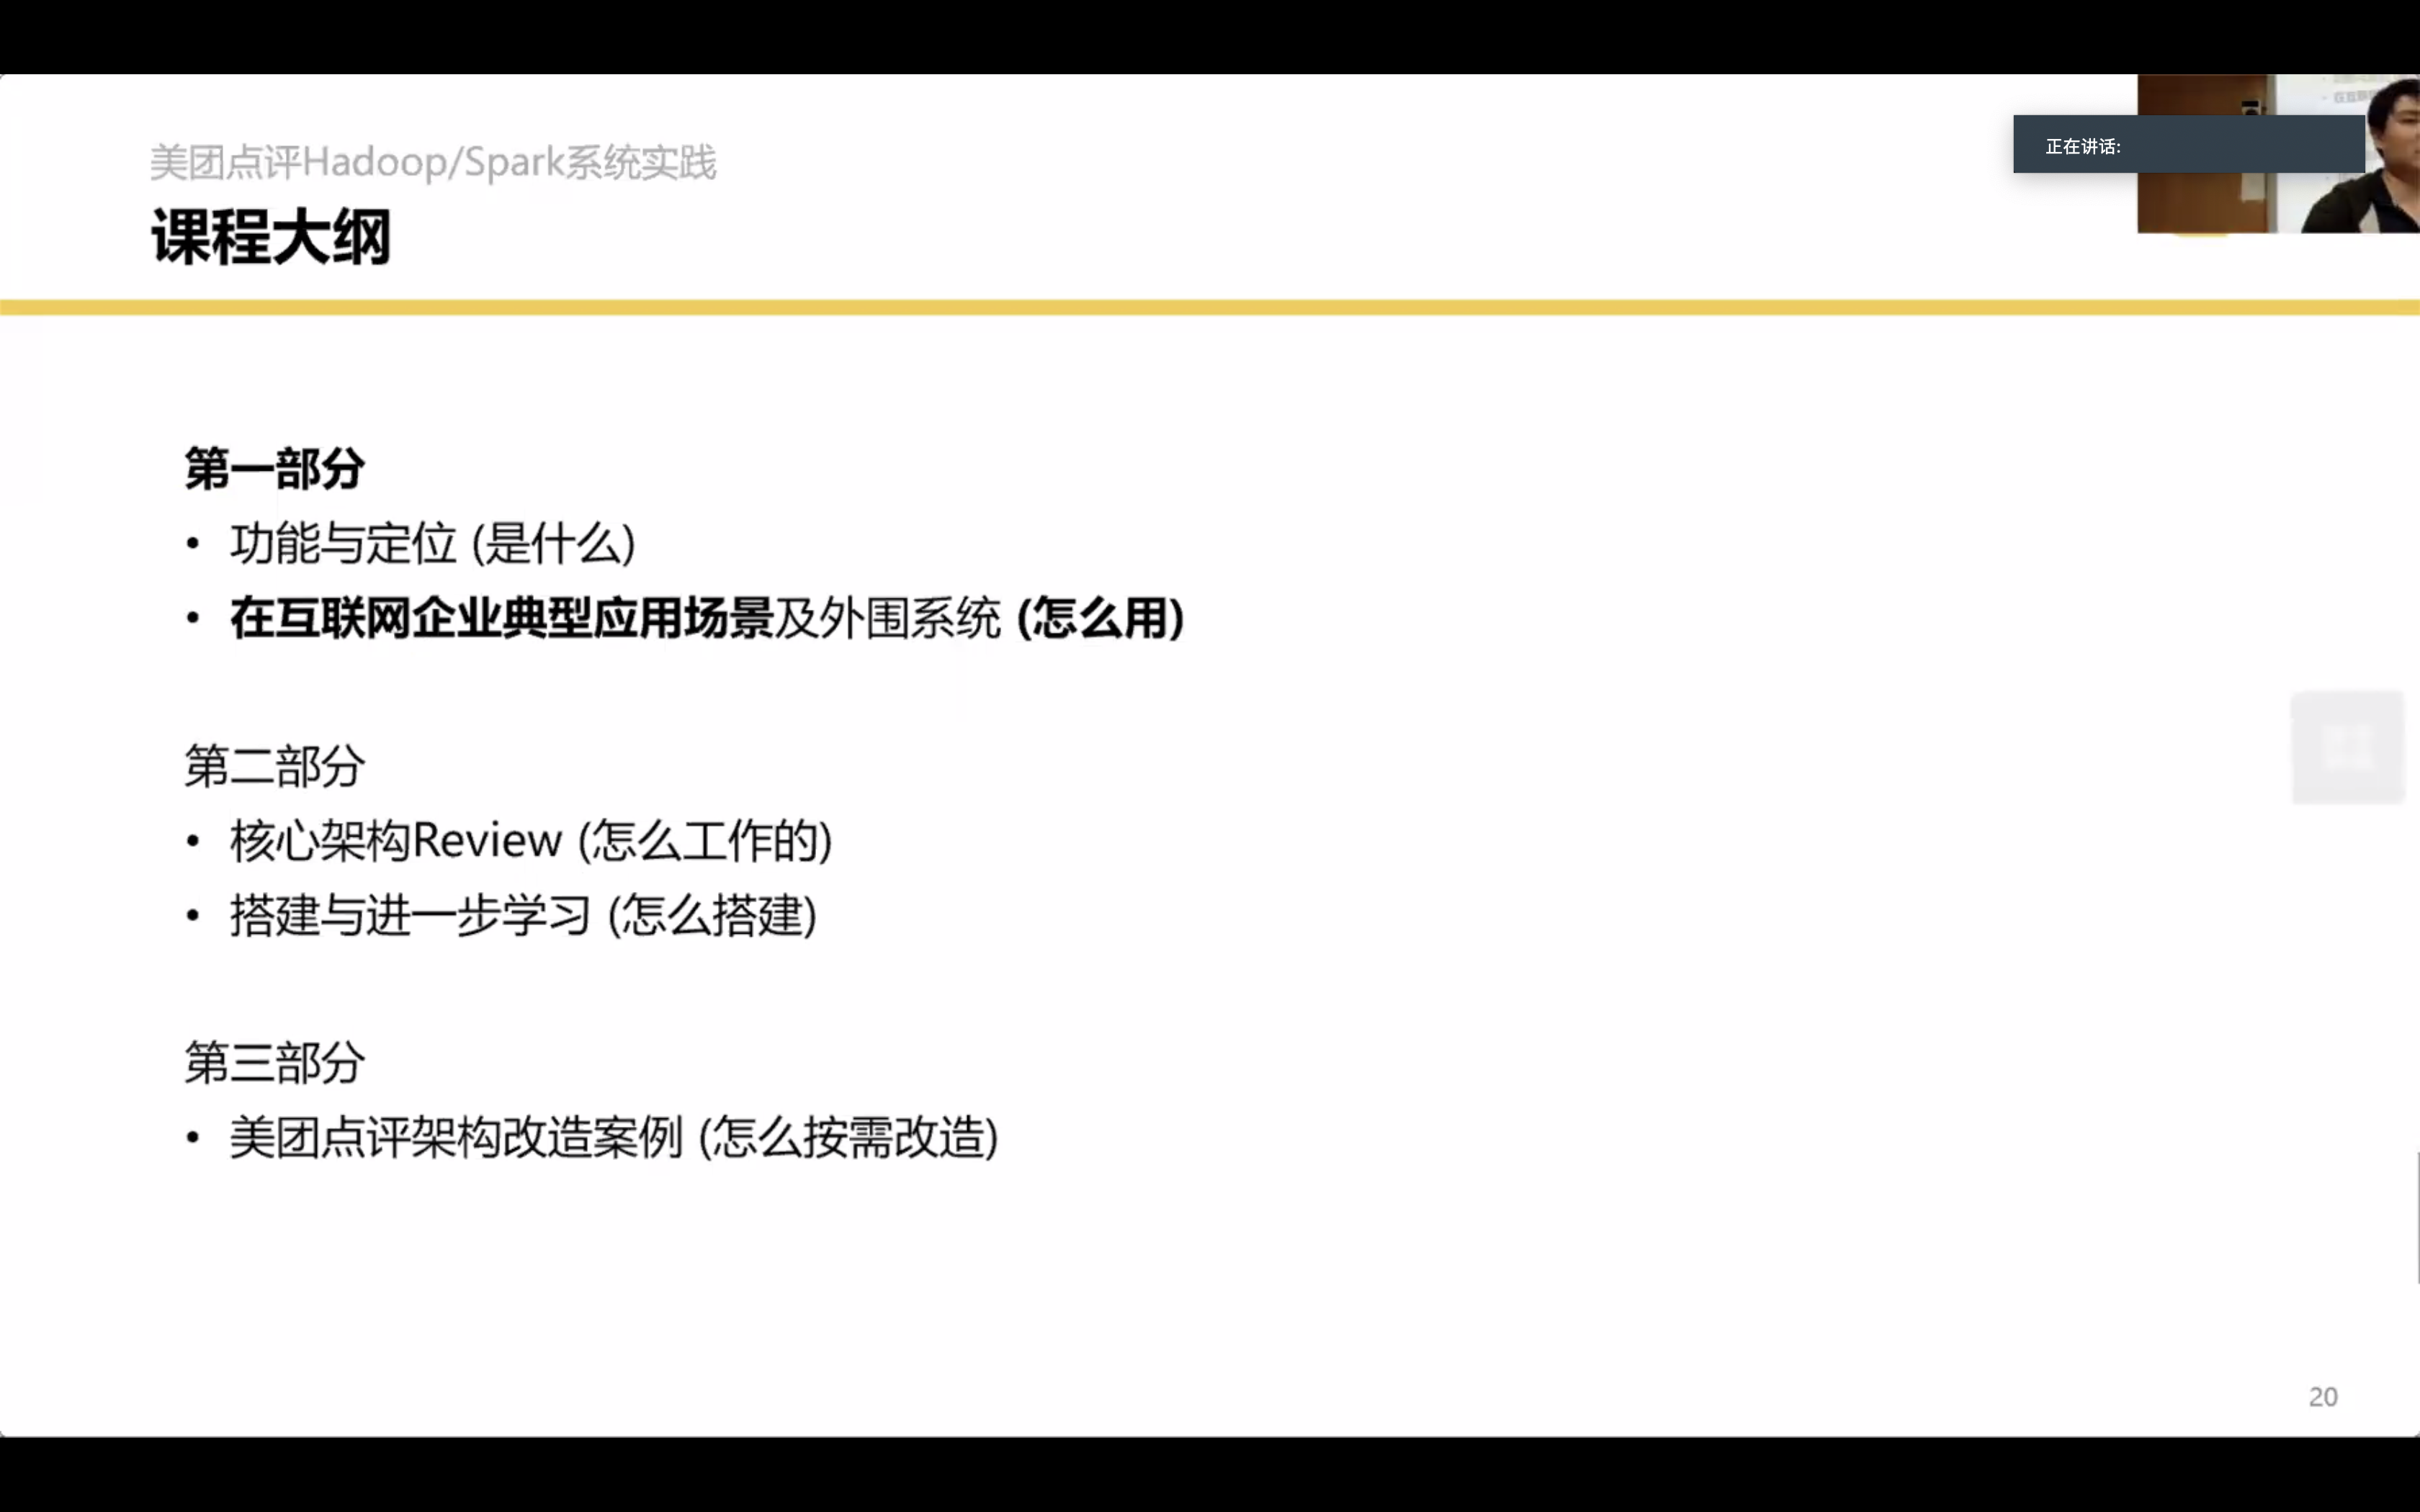 美团点评Hadoop/Spark系统实践
课程大纲
正在讲话:
第一部分
• 功能与定位 (是什么)
• 在互联网企业典型应用场景及外围系统 (怎么用)
第二部分
• 核心架构Review (怎么工作的)
• 搭建与进一步学习 (怎么搭建)
第三部分
• 美团点评架构改造案例 (怎么按需改造)
20